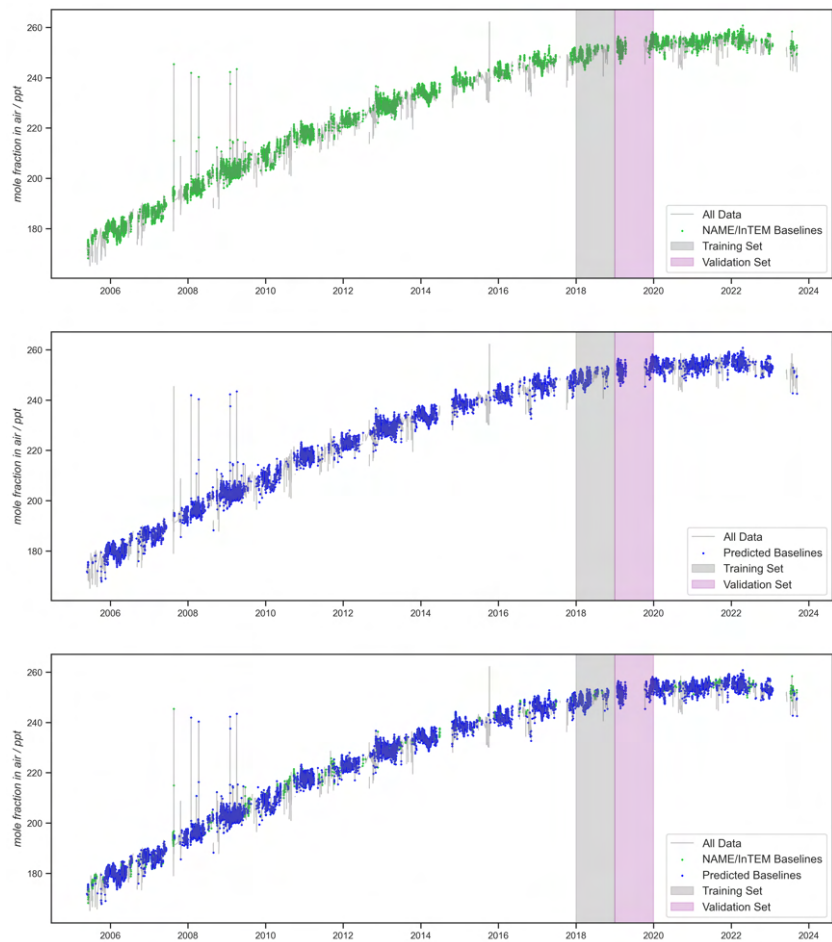 mole fraction in air / ppt
260
240
220
200
180
All Data
NAME/InTEM Baselines
Training Set
Validation Set
2006 2008 2010 2012 2014 2016 2018 2020 2022 2024
mole fraction in air / ppt
260
240
220
200
180
All Data
Predicted Baselines
Training Set
Validation Set
2006 2008 2010 2012 2014 2016 2018 2020 2022 2024
mole fraction in air / ppt
260
240
220
200
180
All Data
NAME/InTEM Baselines
Predicted Baselines
Training Set
Validation Set
2006 2008 2010 2012 2014 2016 2018 2020 2022 2024